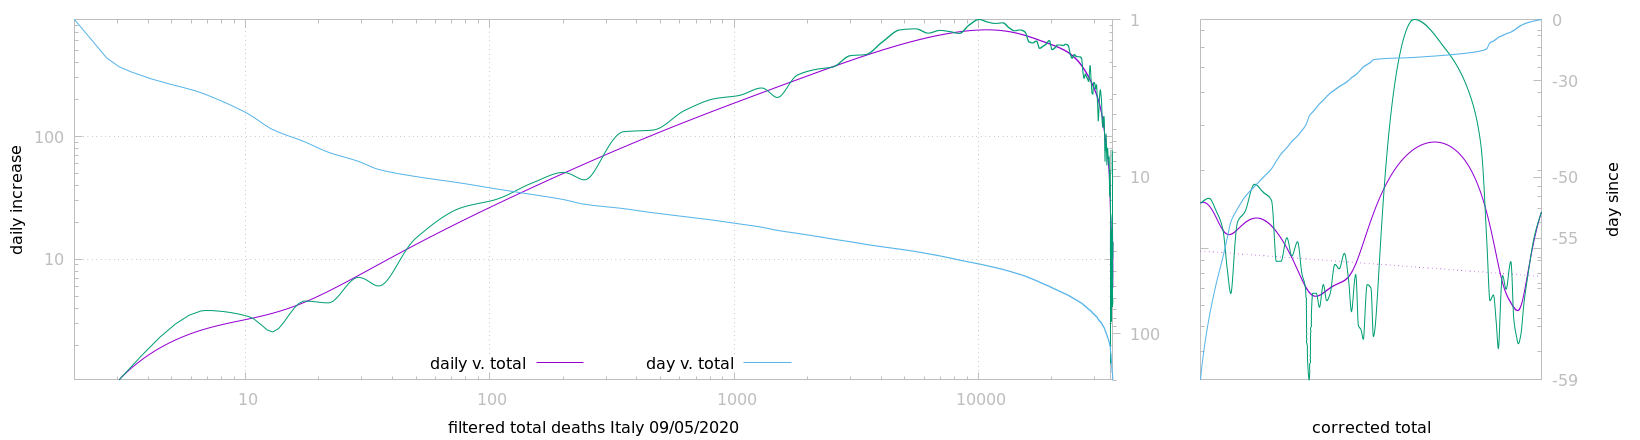 daily increase
100
10
10
100
1000
10000
1
10
100
daily v. total
day v. total
filtered total deaths Italy 09/05/2020
0
-30
-50
-55
-59
day since
corrected total